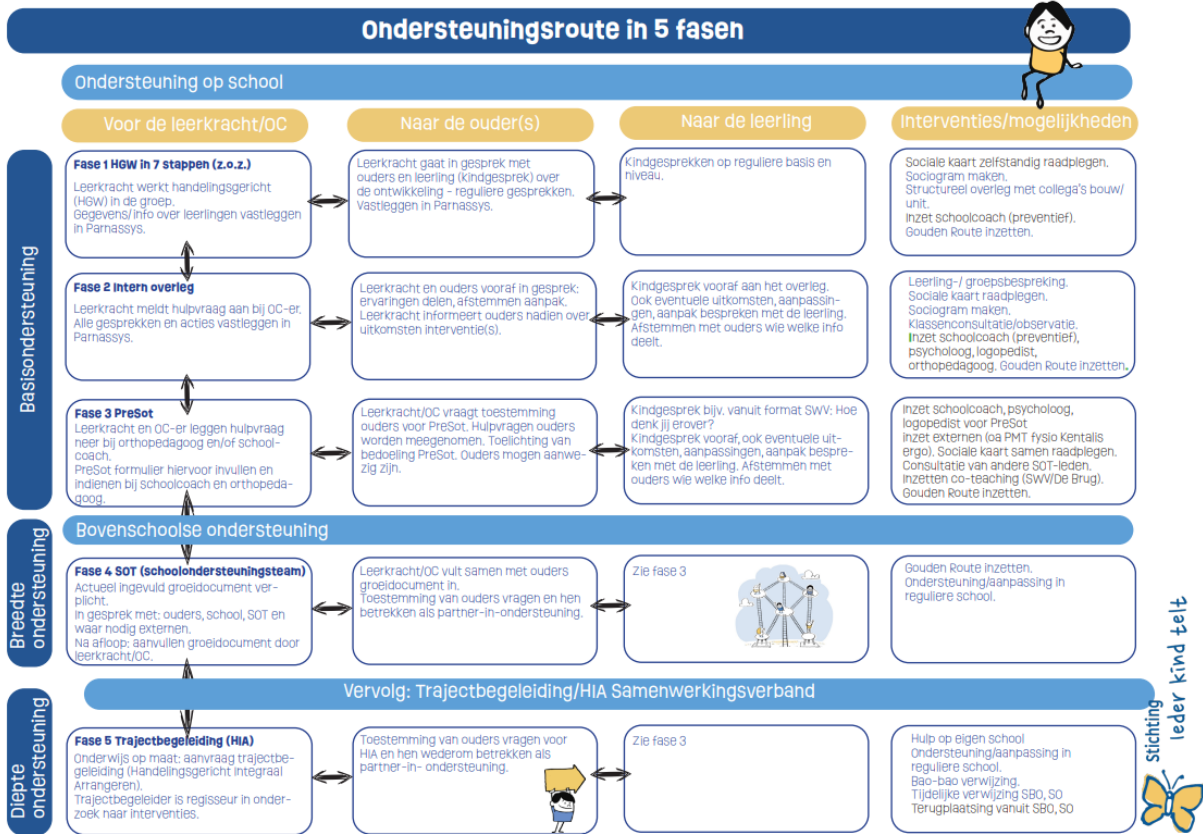 Ondersteuningsroute in 5 fasen
Ondersteuning op school
Voor de leerkracht/OC
Naar de ouder(s)
Naar de leerling
Interventies/mogelijkheden
Basisondersteuning
Fase 1 HGW in 7 stappen (z.o.z.)
Leerkracht werkt handelingsgericht
(HGW) in de groep.
Gegevens/info over leerlingen vastleggen
in Parnassys.
Leerkracht gaat in gesprek met
ouders en leerling (kindgesprek) over
de ontwikkeling - reguliere gesprekken.
Vastleggen in Parnassys.
Kindgesprekken op reguliere basis en
niveau.
Sociale kaart zelfstandig raadplegen.
Sociogram maken.
Structureel overleg met collega's bouw/
unit.
Inzet schoolcoach (preventief).
Gouden Route inzetten.
Fase 2 Intern overleg
Leerkracht meldt hulpvraag aan bij OC-er.
Alle gesprekken en acties vastleggen in
Parnassys.
Leerkracht en ouders vooraf in gesprek:
ervaringen delen, afstemmen aanpak.
Leerkracht informeert ouders nadien over
uitkomsten interventie(s).
Kindgesprek vooraf aan het overleg.
Ook eventuele uitkomsten, aanpassin-
gen, aanpak bespreken met de leerling.
Afstemmen met ouders wie welke info
deelt.
Leerling-/ groepsbespreking.
Sociale kaart raadplegen.
Sociogram maken.
Klassenconsultatie/observatie.
Inzet schoolcoach (preventief),
psycholoog, logopedist,
orthopedagoog. Gouden Route inzetten.
Fase 3 PreSot
Leerkracht en OC-er leggen hulpvraag
neer bij orthopedagoog en/of school-
coach.
PreSot formulier hiervoor invullen en
indienen bij schoolcoach en orthopeda-
goog.
Leerkracht/OC vraagt toestemming
ouders voor PreSot. Hulpvragen ouders
worden meegenomen. Toelichting van
bedoeling PreSot. Ouders mogen aanwe-
zig zijn.
Kindgesprek bijv. vanuit format SWV: Hoe
denk jij erover?
Kindgesprek vooraf, ook eventuele uit-
komsten, aanpassingen, aanpak bespre-
ken met de leerling. Afstemmen met
ouders wie welke info deelt.
Inzet schoolcoach, psycholoog,
logopedist voor PreSot
Inzet externen (oa PMT fysio Kentalis
ergo). Sociale kaart samen raadplegen.
Consultatie van andere SOT-leden.
Inzetten co-teaching (SWV/De Brug).
Gouden Route inzetten.
Breedte
ondersteuning
Bovenschoolse ondersteuning
Fase 4 SOT (schoolondersteuningsteam)
Actueel ingevuld groeidocument ver-
plicht.
In gesprek met: ouders, school, SOT en
waar nodig externen.
Na afloop: aanvullen groeidocument door
leerkracht/OC.
Leerkracht/OC vult samen met ouders
groeidocument in.
Toestemming van ouders vragen en hen
betrekken als partner-in-ondersteuning.
Zie fase 3
Gouden Route inzetten.
Ondersteuning/aanpassing in
reguliere school.
Diepte
ondersteuning
Vervolg: Trajectbegeleiding/HIA Samenwerkingsverband
Fase 5 Trajectbegeleiding (HIA)
Onderwijs op maat: aanvraag trajectbe-
geleiding (Handelingsgericht Integraal
Arrangeren).
Trajectbegeleider is regisseur in onder-
zoek naar interventies.
Toestemming van ouders vragen voor
HIA en hen wederom betrekken als
partner-in- ondersteuning.
Zie fase 3
Hulp op eigen school
Ondersteuning/aanpassing in
reguliere school.
Bao-bao verwijzing.
Tijdelijke verwijzing SBO, SO
Terugplaatsing vanuit SBO, SO
Stichting
Ieder kind telt